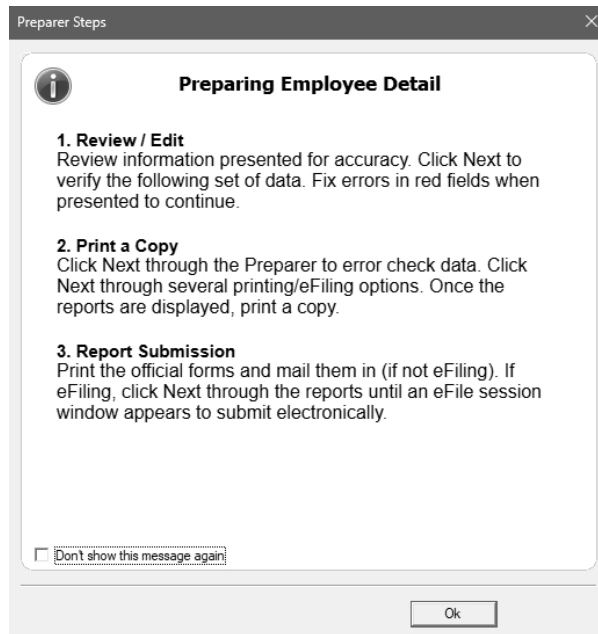 Preparer Steps
Preparing Employee Detail
1. Review / Edit
Review information presented for accuracy. Click Next to
verify the following set of data. Fix errors in red fields when
presented to continue.
2. Print a Copy
Click Next through the Preparer to error check data. Click
Next through several printing/eFiling options. Once the
reports are displayed, print a copy.
3. Report Submission
Print the official forms and mail them in (if not eFiling). If
eFiling, click Next through the reports until an eFile session
window appears to submit electronically.
Don't show this message again
Ok